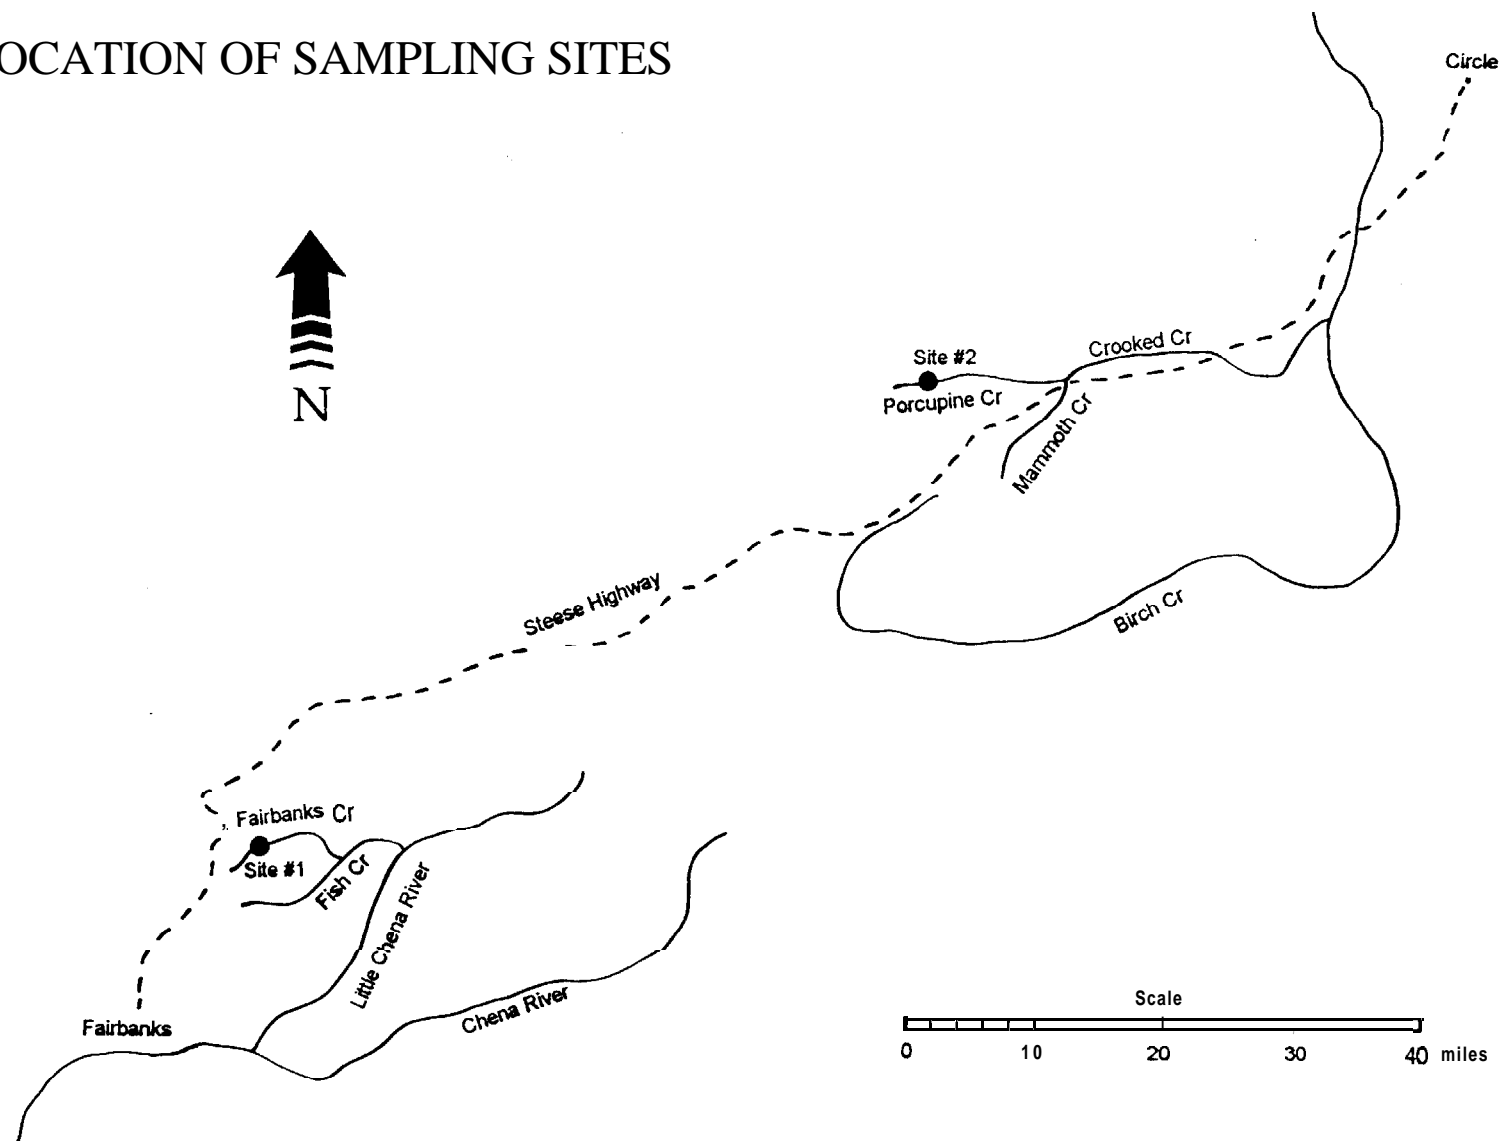 OCATION OF SAMPLING SITES
Circle
N
Site #2
Crooked Cr
Porcupine Cr
Mammoth Cr
Steese Highway
Birch Cr
Fairbanks Cr
Site #1
Fish Cr
Little Chena River
Chena River
Fairbanks
Scale
0 10 20 30 40 miles